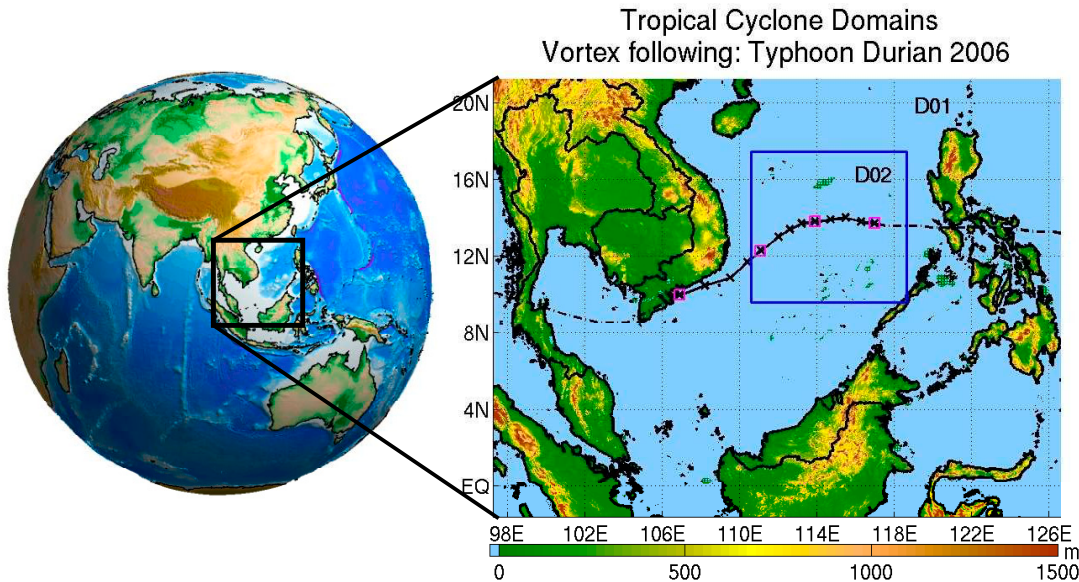 Tropical Cyclone Domains
Vortex following: Typhoon Durian 2006
20N
D01
16N
D02
12N
8N
4N
EQ
98E 102E 106E 110E 114E 118E 122E 126E
m
0 500 1000 1500